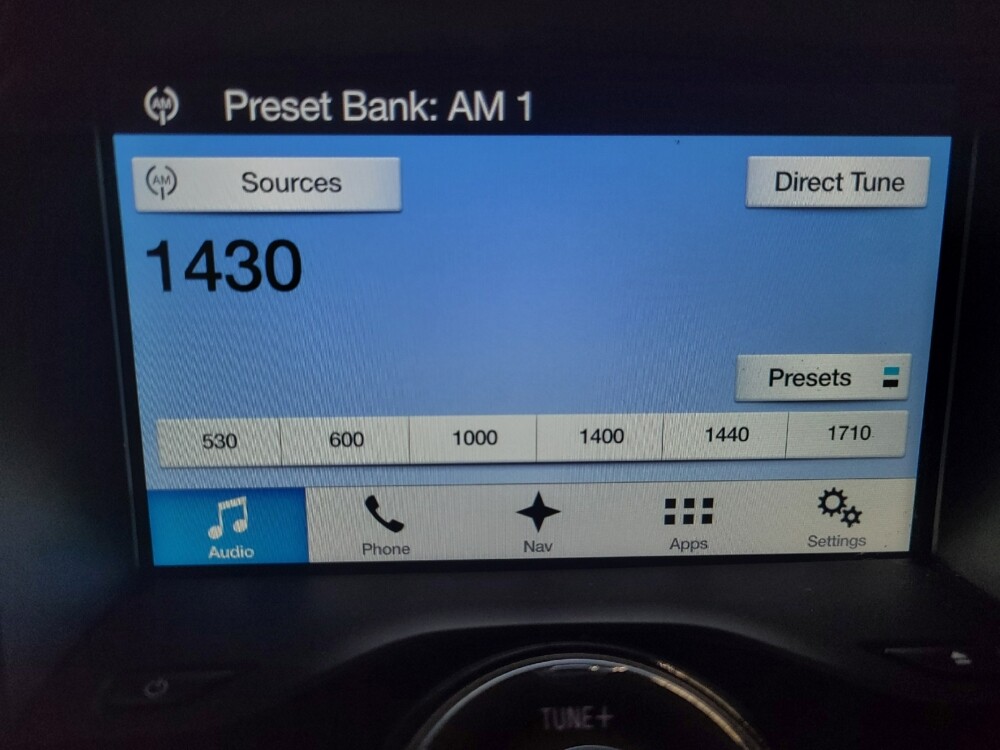 AM Preset Bank: AM 1
AM Sources Direct Tune
1430
Presets
530 600 1000 1400 1440 1710
Audio Phone Nav Apps Settings
TUNE+